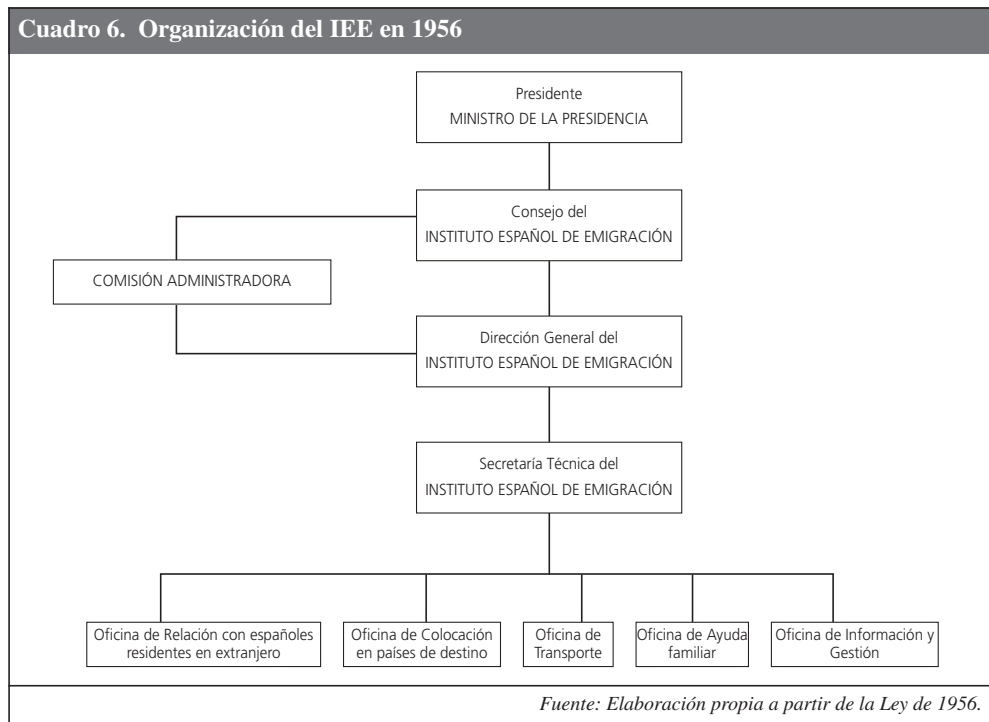 Cuadro 6. Organización del IEE en 1956
Presidente
MINISTRO DE LA PRESIDENCIA
Consejo del
INSTITUTO ESPAÑOL DE EMIGRACIÓN
COMISIÓN ADMINISTRADORA
Dirección General del
INSTITUTO ESPAÑOL DE EMIGRACIÓN
Secretaría Técnica del
INSTITUTO ESPAÑOL DE EMIGRACIÓN
Oficina de Relación con españoles
residentes en extranjero
Oficina de Colocación
en países de destino
Oficina de
Transporte
Oficina de Ayuda
familiar
Oficina de Información y
Gestión
Fuente: Elaboración propia a partir de la Ley de 1956.